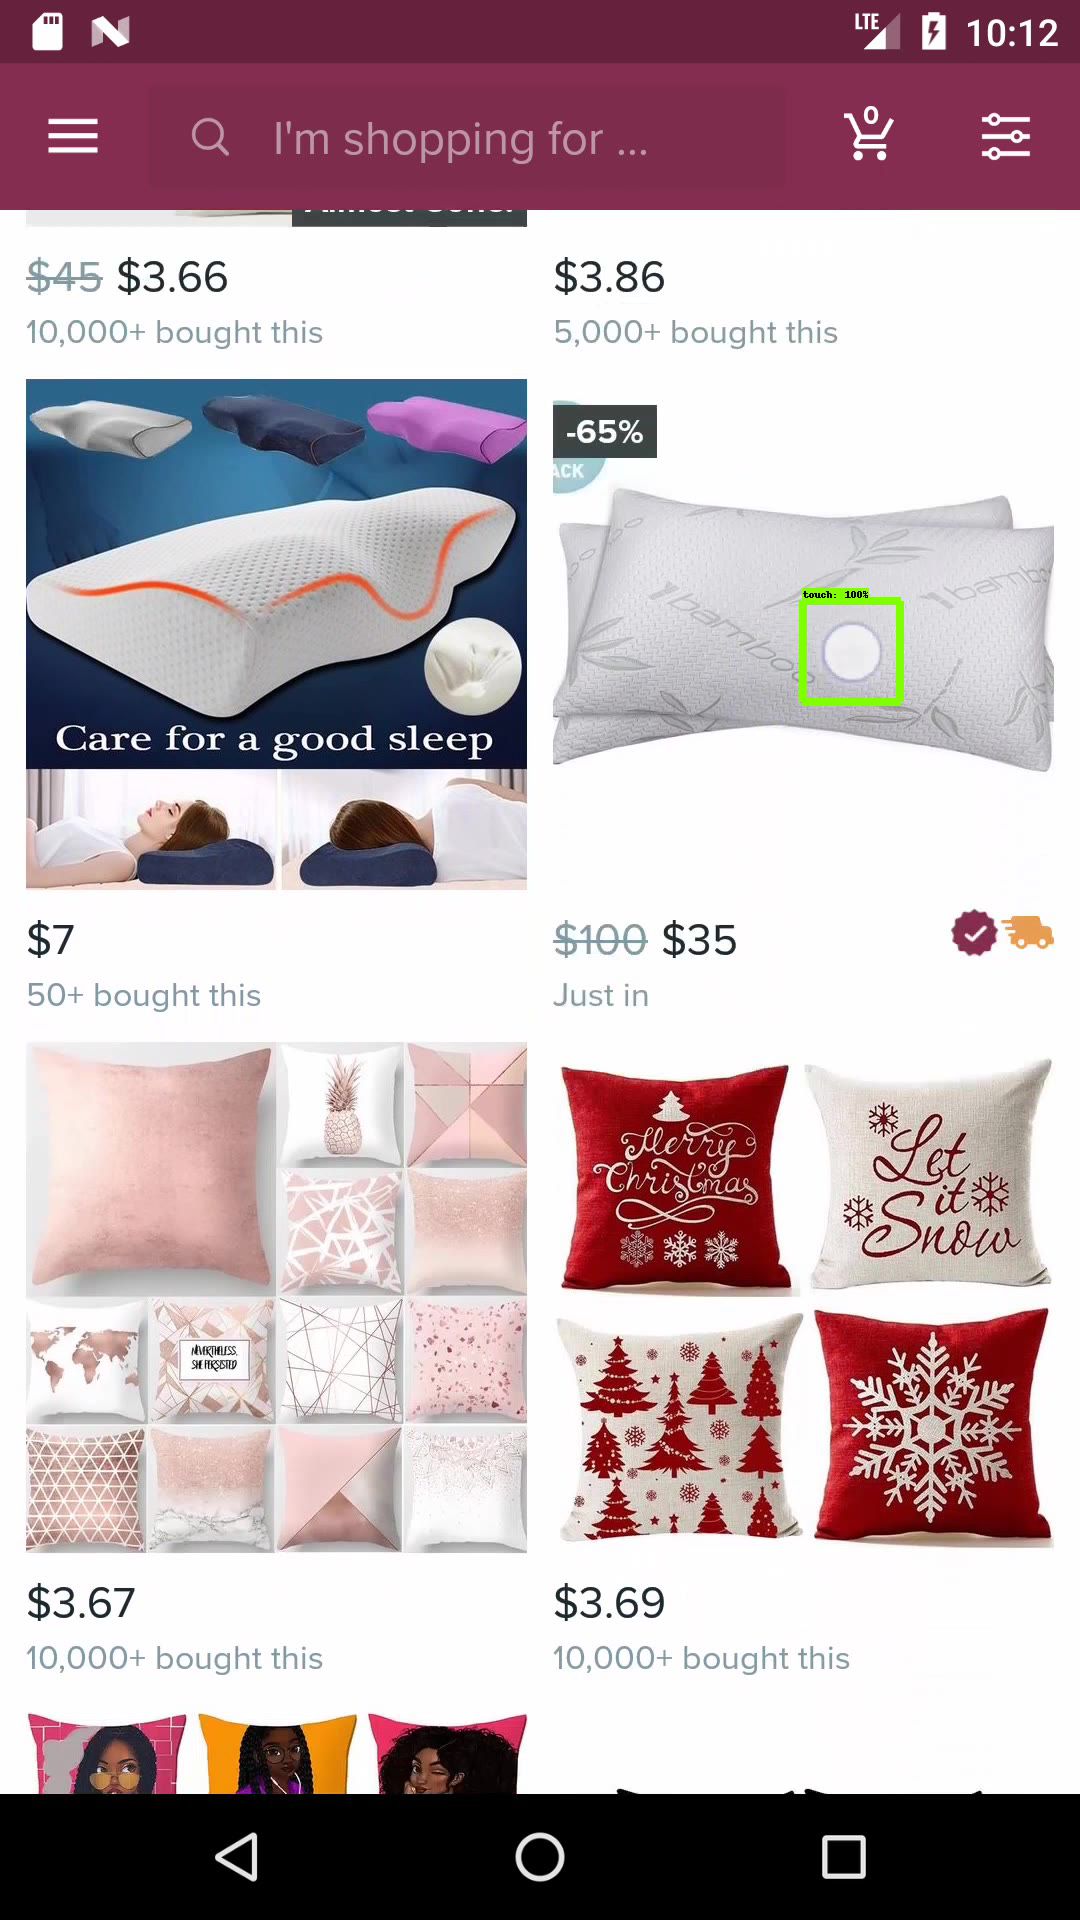 LTE 10:12
I'm shopping for ...
0
$45 $3.66
10,000+ bought this
$3.86
5,000+ bought this
Care for a good sleep
-65%
ACK
bamboo
bamboo
touch: 100%
$7
50+ bought this
$100 $35
Just in
NEVERTHELESS,
SHE PERSISTED
Merry
Christmas
Let
it
Snow
$3.67
10,000+ bought this
$3.69
10,000+ bought this